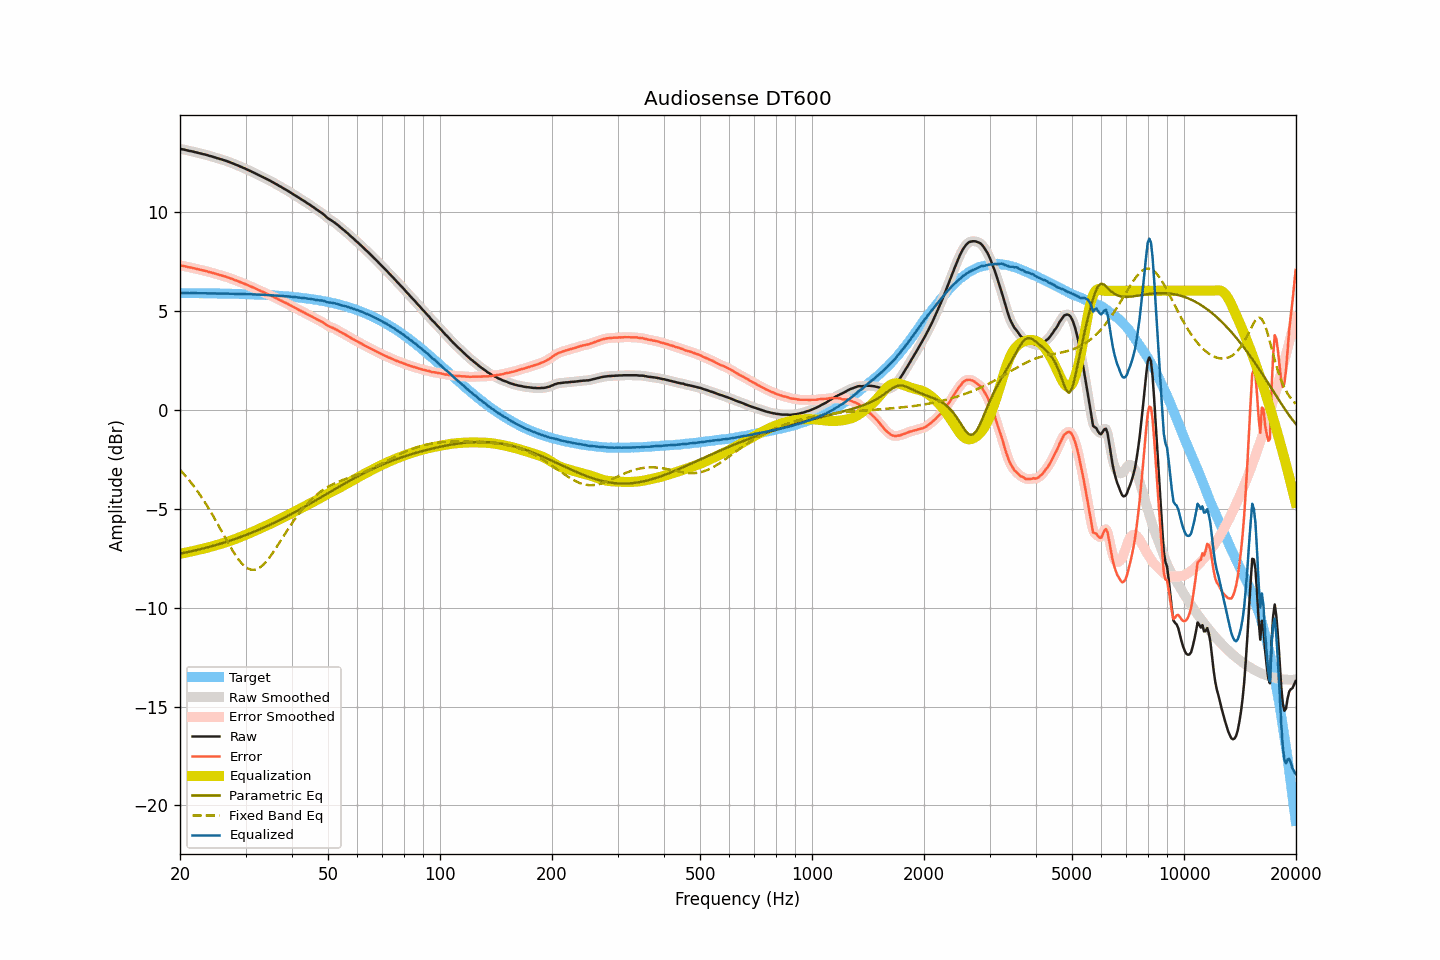 Audiosense DT600
Amplitude (dBr)
10
5
0
−5
−10
−15
−20
Target
Raw Smoothed
Error Smoothed
Raw
Error
Equalization
Parametric Eq
Fixed Band Eq
Equalized
20 50 100 200 500 1000 2000 5000 10000 20000
Frequency (Hz)